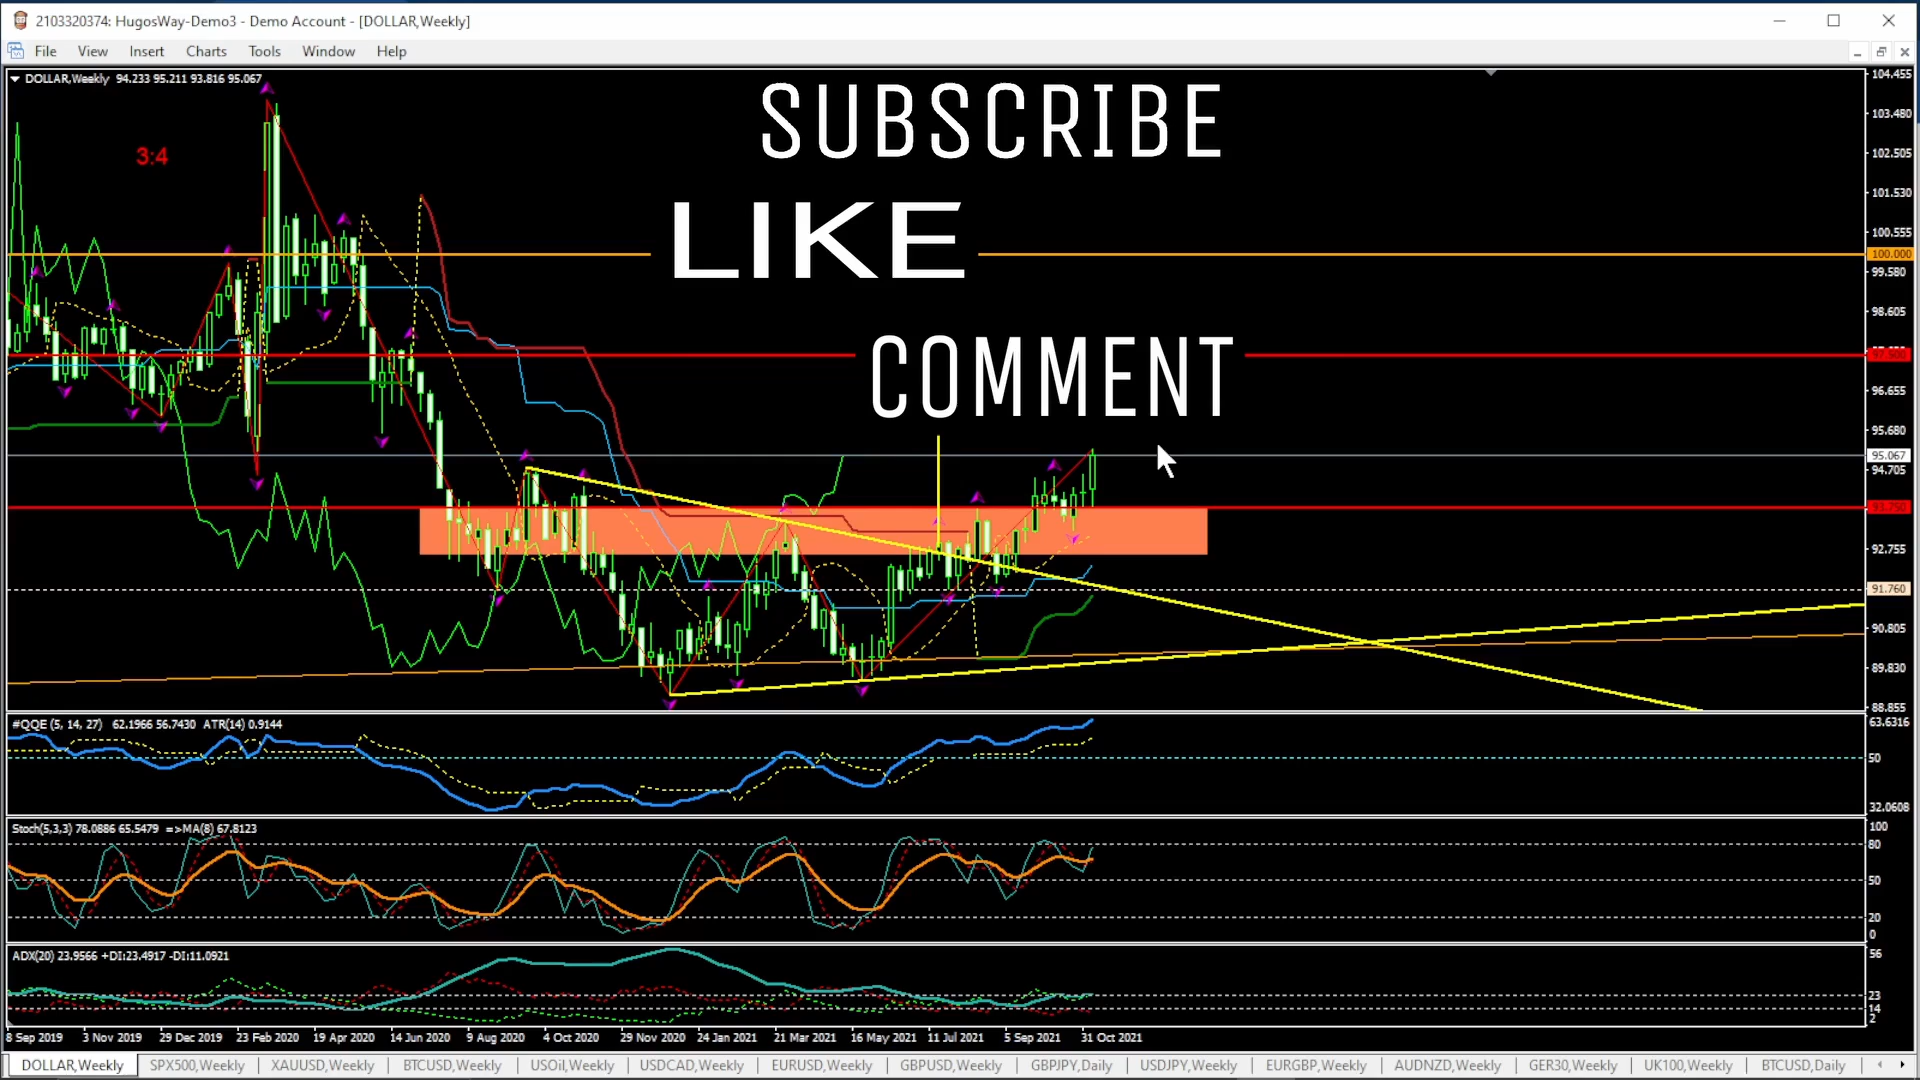 2103320374: HugosWay-Demo3 - Demo Account - [DOLLAR,Weekly]
File View Insert Charts Tools Window Help
DOLLAR,Weekly 94.233 95.211 93.816 95.067
3:4
SUBSCRIBE
LIKE
COMMENT
104.455
103.480
102.505
101.530
100.555
100.000
99.580
98.605
97.500
96.655
95.680
95.067
94.705
93.750
92.755
91.760
90.805
89.830
88.855
#QQE (5, 14, 27) 62.1966 56.7430 ATR(14) 0.9144
63.6316
50
32.0608
Stoch(5,3,3) 78.0886 65.5479 =>MA(8) 67.8123
100
80
50
20
0
ADX(20) 23.9566 +DI:23.4917 -DI:11.0921
56
23
14
2
8 Sep 2019 3 Nov 2019 29 Dec 2019 23 Feb 2020 19 Apr 2020 14 Jun 2020 9 Aug 2020 4 Oct 2020 29 Nov 2020 24 Jan 2021 21 Mar 2021 16 May 2021 11 Jul 2021 5 Sep 2021 31 Oct 2021
DOLLAR,Weekly SPX500,Weekly XAUUSD,Weekly BTCUSD,Weekly USOil,Weekly USDCAD,Weekly EURUSD,Weekly GBPUSD,Weekly GBPJPY,Daily USDJPY,Weekly EURGBP,Weekly AUDNZD,Weekly GER30,Weekly UK100,Weekly BTCUSD,Daily